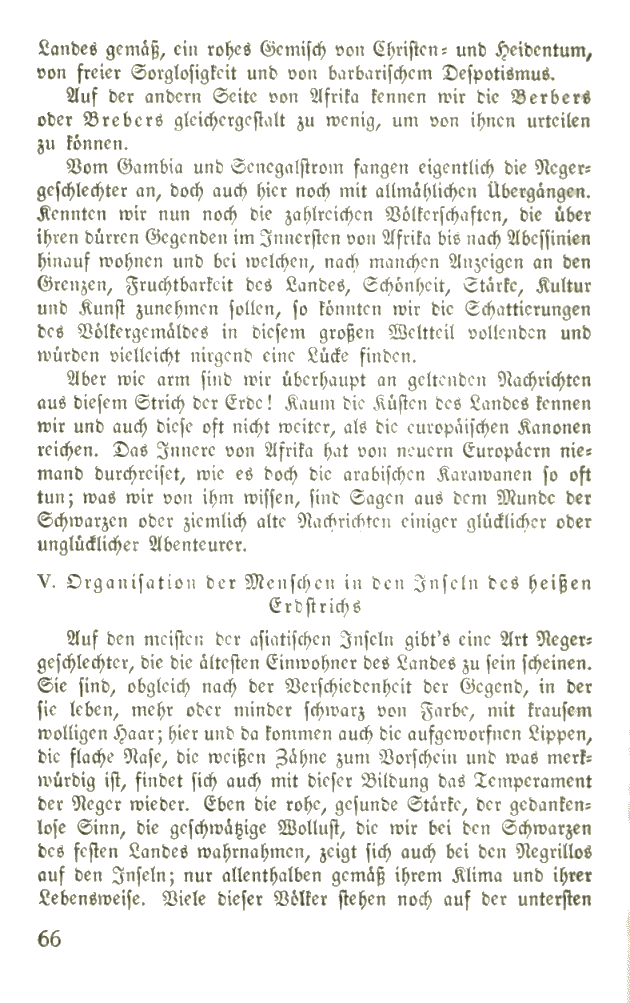 Landes gemäß, ein rohes Gemisch von Christen- und Heidentum,
von freier Sorglosigkeit und von barbarischem Despotismus.
Auf der andern Seite von Afrika kennen wir die Berbers
oder Brebers gleichergestalt zu wenig, um von ihnen urteilen
zu können.
Vom Gambia und Senegalstrom fangen eigentlich die Neger-
geschlechter an, doch auch hier noch mit allmählichen Übergängen.
Kennten wir nun noch die zahlreichen Völkerschaften, die über
ihren dürren Gegenden im Innersten von Afrika bis nach Abessinien
hinauf wohnen und bei welchen, nach manchen Anzeigen an den
Grenzen, Fruchtbarkeit des Landes, Schönheit, Stärke, Kultur
und Kunst zunehmen sollen, so könnten wir die Schattierungen
des Völkergemäldes in diesem großen Weltteil vollenden und
würden vielleicht nirgend eine Lücke finden.
Aber wie arm sind wir überhaupt an geltenden Nachrichten
aus diesem Strich der Erde! Kaum die Küsten des Landes kennen
wir und auch diese oft nicht weiter, als die europäischen Kanonen
reichen. Das Innere von Afrika hat von neuern Europäern nie-
mand durchreiset, wie es doch die arabischen Karawanen so oft
tun; was wir von ihm wissen, sind Sagen aus dem Munde der
Schwarzen oder ziemlich alte Nachrichten einiger glücklicher oder
unglücklicher Abenteurer.
V. Organisation der Menschen in den Inseln des heißen
Erdstrichs
Auf den meisten der asiatischen Inseln gibt's eine Art Neger-
geschlechter, die die ältesten Einwohner des Landes zu sein scheinen.
Sie sind, obgleich nach der Verschiedenheit der Gegend, in der
sie leben, mehr oder minder schwarz von Farbe, mit krausem
wolligen Haar; hier und da kommen auch die aufgeworfnen Lippen,
die flache Nase, die weißen Zähne zum Vorschein und was merk-
würdig ist, findet sich auch mit dieser Bildung das Temperament
der Neger wieder. Eben die rohe, gesunde Stärke, der gedanken-
lose Sinn, die geschwätzige Wollust, die wir bei den Schwarzen
des festen Landes wahrnahmen, zeigt sich auch bei den Negrillos
auf den Inseln; nur allenthalben gemäß ihrem Klima und ihrer
Lebensweise. Viele dieser Völker stehen noch auf der untersten
66